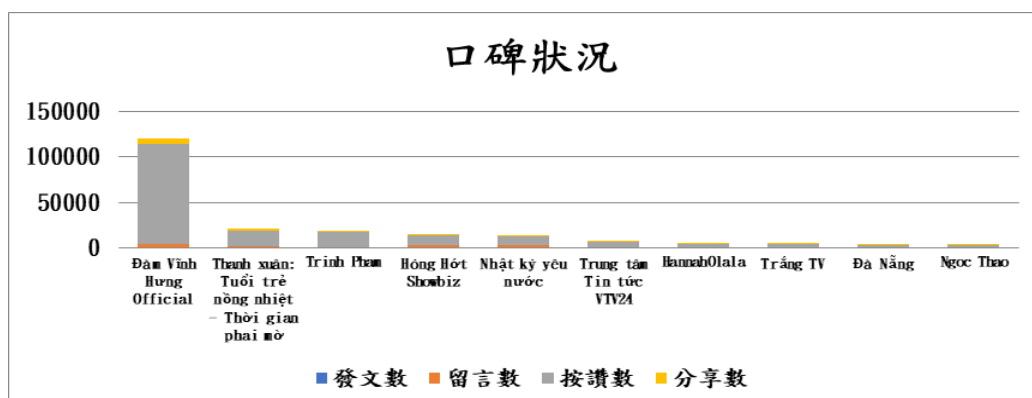 口碑狀況
150000
100000
50000
0
Đàm Vĩnh
Hưng
Official
Thanh xuân:
Tuổi trẻ
nồng nhiệt
– Thời gian
phai mờ
Trinh Pham
Hóng Hớt
Showbiz
Nhật ký yêu
nước
Trung tâm
Tin tức
VTV24
HannahOlala
Trắng TV
Đà Nẵng
Ngoc Thao
發文數 留言數 按讚數 分享數